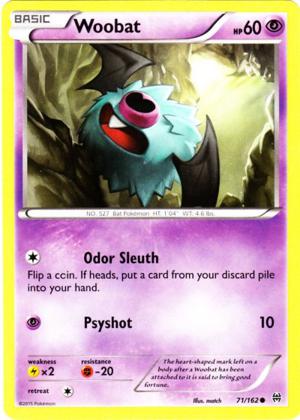 BASIC
Woobat
HP60
NO. 527 Bat Pokémon HT. 1'04" WT. 4.6 lbs.
Odor Sleuth
Flip a coin. If heads, put a card from your discard pile
into your hand.
Psyshot 10
weakness resistance
×2 -20
retreat
The heart-shaped mark left on
a body after a Woobat has
been attached to it is said to bring good
fortune.
©2015 Pokémon Illus. match 71/162